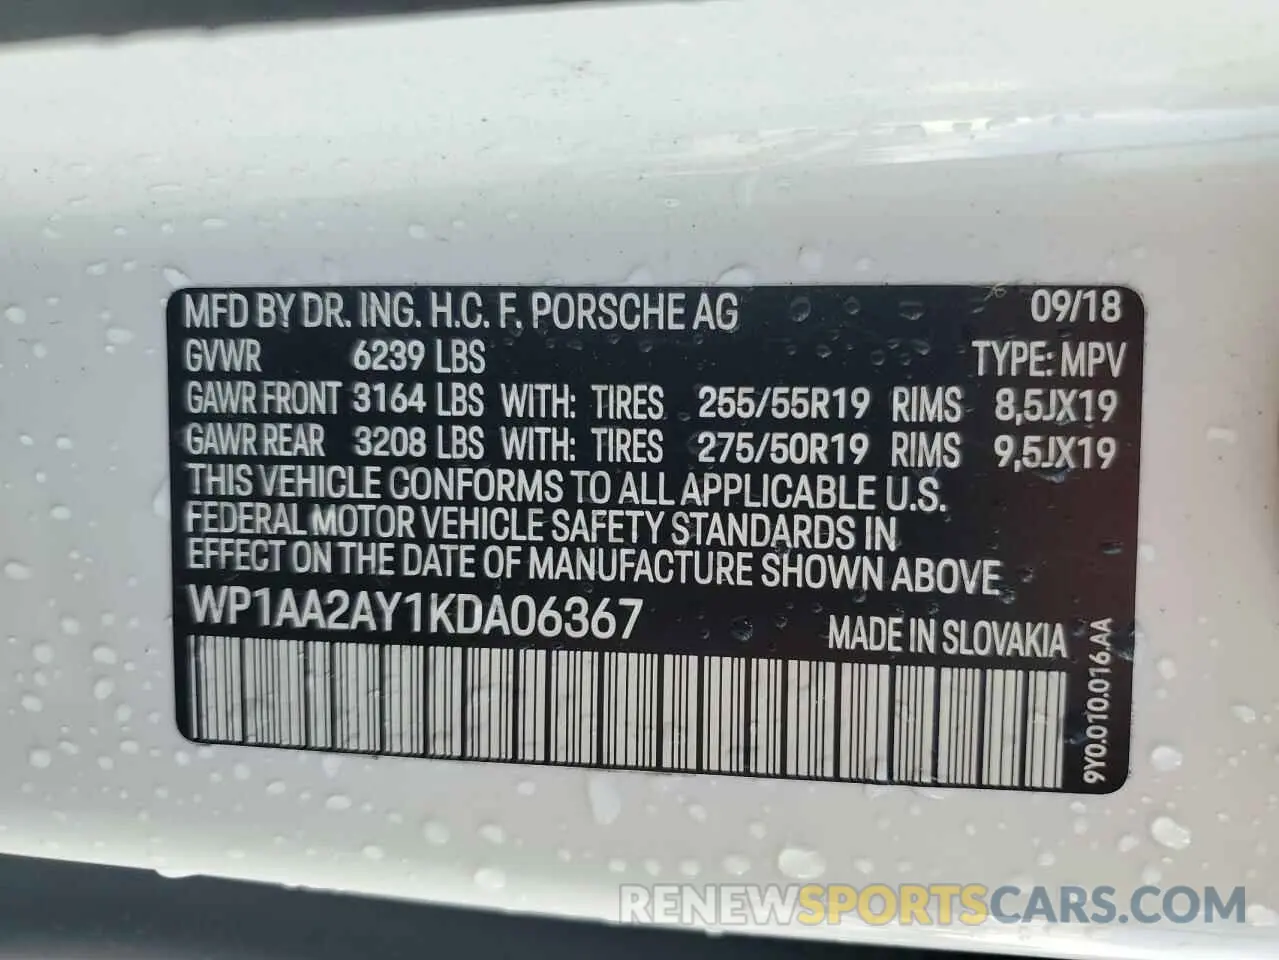 MFD BY DR. ING. H.C. F. PORSCHE AG 09/18
GVWR 6239 LBS TYPE: MPV
GAWR FRONT 3164 LBS WITH: TIRES 255/55R19 RIMS 8,5JX19
GAWR REAR 3208 LBS WITH: TIRES 275/50R19 RIMS 9,5JX19
THIS VEHICLE CONFORMS TO ALL APPLICABLE U.S.
FEDERAL MOTOR VEHICLE SAFETY STANDARDS IN
EFFECT ON THE DATE OF MANUFACTURE SHOWN ABOVE
WP1AA2AY1KDA06367 MADE IN SLOVAKIA
9Y0.010.016.AA
RENEWSPORTSCARS.COM